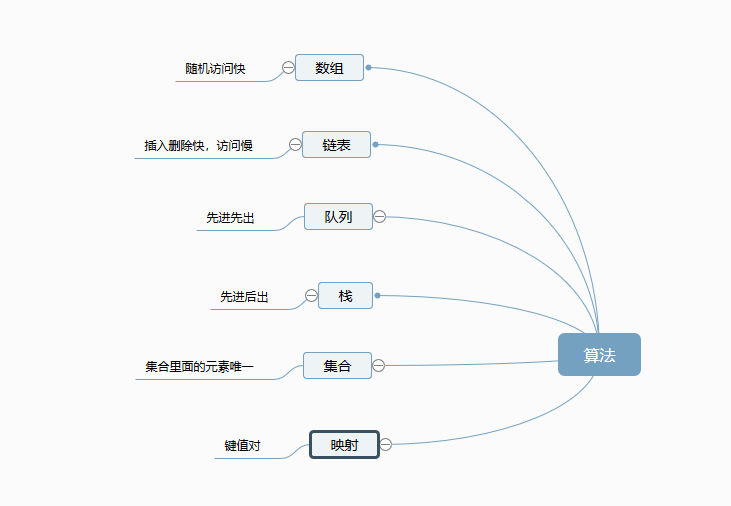 随机访问快
数组
插入删除快，访问慢
链表
先进先出
队列
先进后出
栈
算法
集合里面的元素唯一
集合
键值对
映射